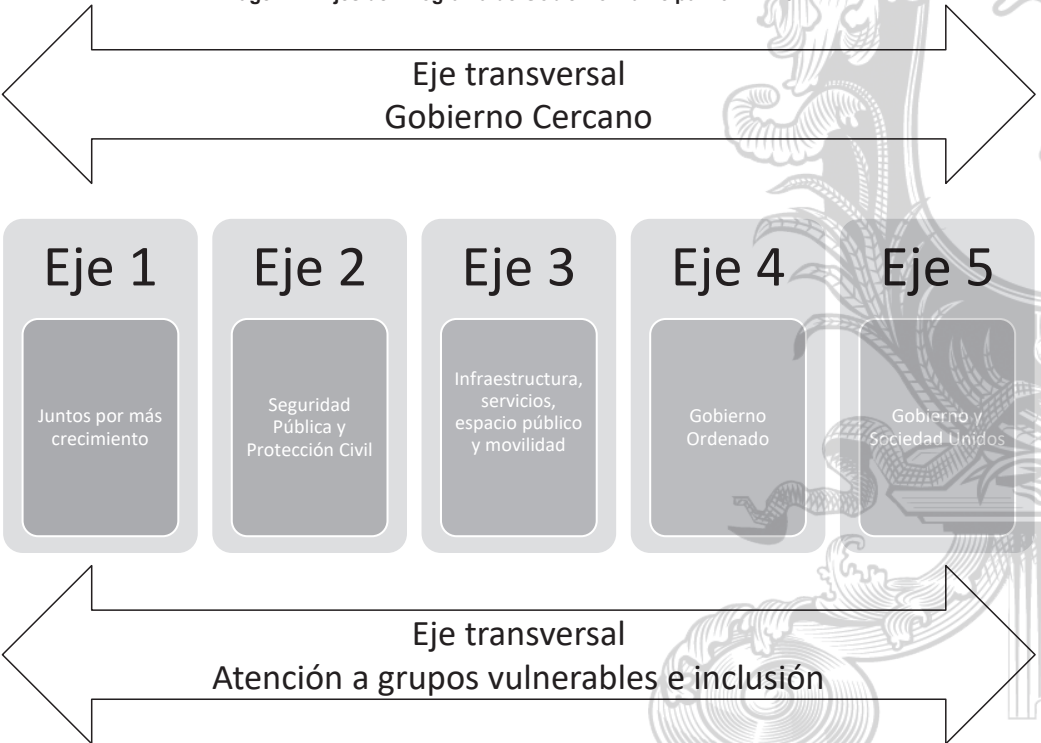 Eje transversal
Gobierno Cercano
Eje 1
Eje 2
Eje 3
Eje 4
Eje 5
Juntos por más
crecimiento
Seguridad
Pública y
Protección Civil
Infraestructura,
servicios,
espacio público
y movilidad
Gobierno
Ordenado
Gobierno y
Sociedad Unidos
Eje transversal
Atención a grupos vulnerables e inclusión